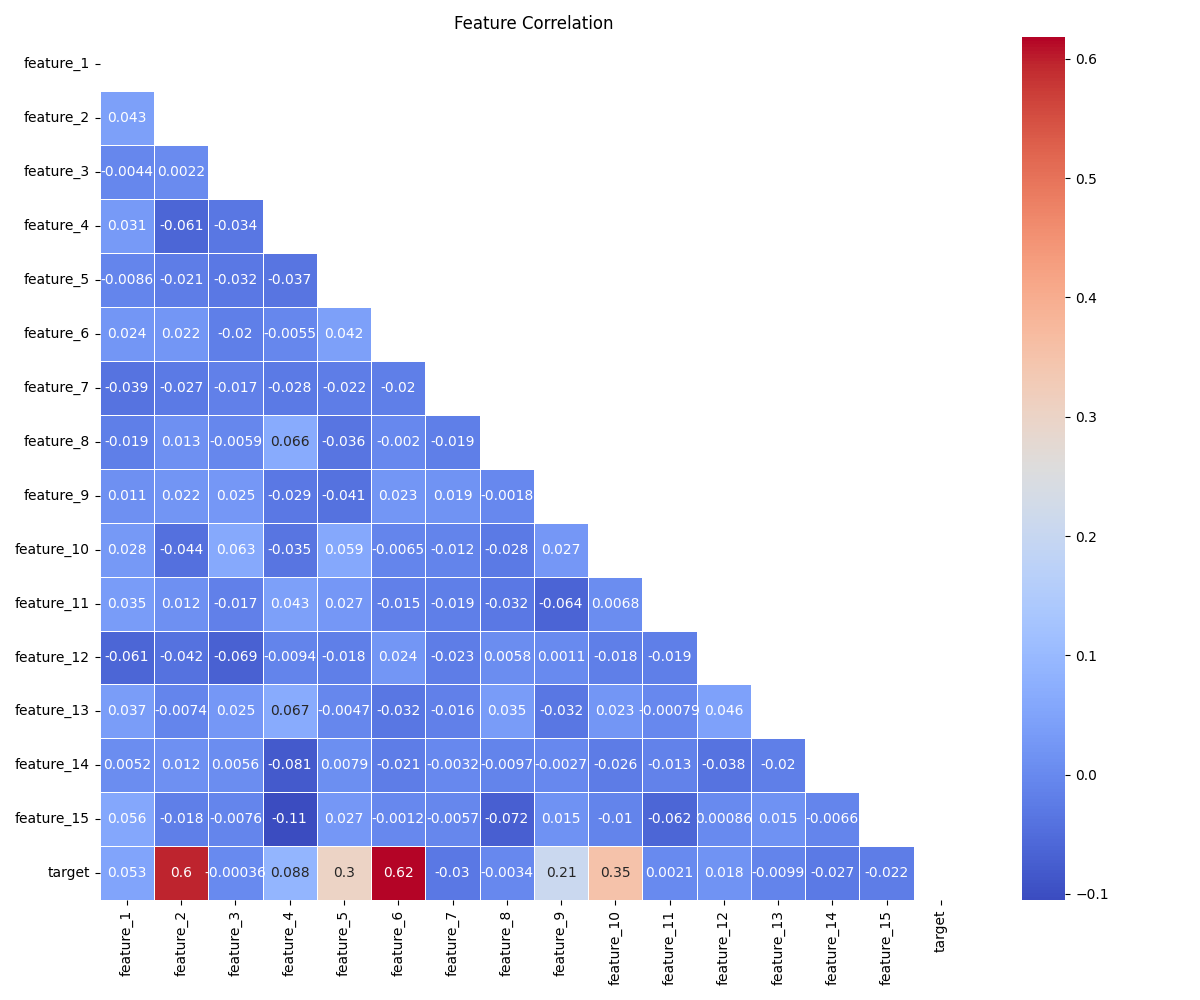 Feature Correlation
feature_1
feature_2 0.043
feature_3 -0.0044 0.0022
feature_4 0.031 -0.061 -0.034
feature_5 -0.0086 -0.021 -0.032 -0.037
feature_6 0.024 0.022 -0.02 -0.0055 0.042
feature_7 -0.039 -0.027 -0.017 -0.028 -0.022 -0.02
feature_8 -0.019 0.013 -0.0059 0.066 -0.036 -0.002 -0.019
feature_9 0.011 0.022 0.025 -0.029 -0.041 0.023 0.019 -0.0018
feature_10 0.028 -0.044 0.063 -0.035 0.059 -0.0065 -0.012 -0.028 0.027
feature_11 0.035 0.012 -0.017 0.043 0.027 -0.015 -0.019 -0.032 -0.064 0.0068
feature_12 -0.061 -0.042 -0.069 -0.0094 -0.018 0.024 -0.023 0.0058 0.0011 -0.018 -0.019
feature_13 0.037 -0.0074 0.025 0.067 -0.0047 -0.032 -0.016 0.035 -0.032 0.023 -0.00079 0.046
feature_14 0.0052 0.012 0.0056 -0.081 0.0079 -0.021 -0.0032 -0.0097 -0.0027 -0.026 -0.013 -0.038 -0.02
feature_15 0.056 -0.018 -0.0076 -0.11 0.027 -0.0012 -0.0057 -0.072 0.015 -0.01 -0.062 0.00086 0.015 -0.0066
target 0.053 0.6 -0.00036 0.088 0.3 0.62 -0.03 -0.0034 0.21 0.35 0.0021 0.018 -0.0099 -0.027 -0.022
feature_1 feature_2 feature_3 feature_4 feature_5 feature_6 feature_7 feature_8 feature_9 feature_10 feature_11 feature_12 feature_13 feature_14 feature_15 target
0.6
0.5
0.4
0.3
0.2
0.1
0.0
−0.1